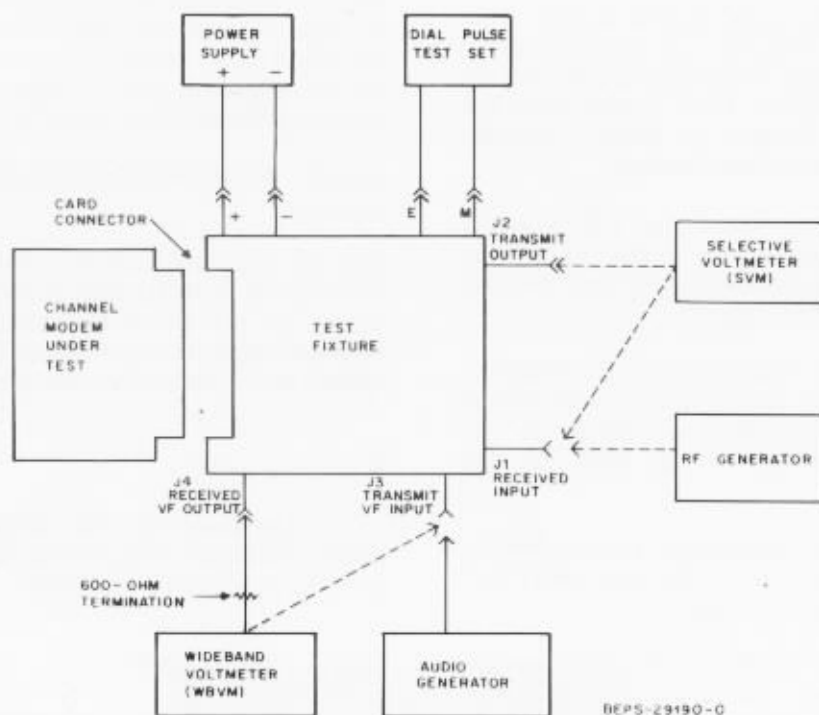 POWER
SUPPLY
+ −
DIAL PULSE
TEST SET
CARD
CONNECTOR
+ −
E M
J2
TRANSMIT
OUTPUT
SELECTIVE
VOLTMETER
(SVM)
CHANNEL
MODEM
UNDER
TEST
TEST
FIXTURE
J1
RECEIVED
INPUT
RF GENERATOR
J4
RECEIVED
VF OUTPUT
J3
TRANSMIT
VF INPUT
600-OHM
TERMINATION
WIDEBAND
VOLTMETER
(WBVM)
AUDIO
GENERATOR
BEPS-29190-0